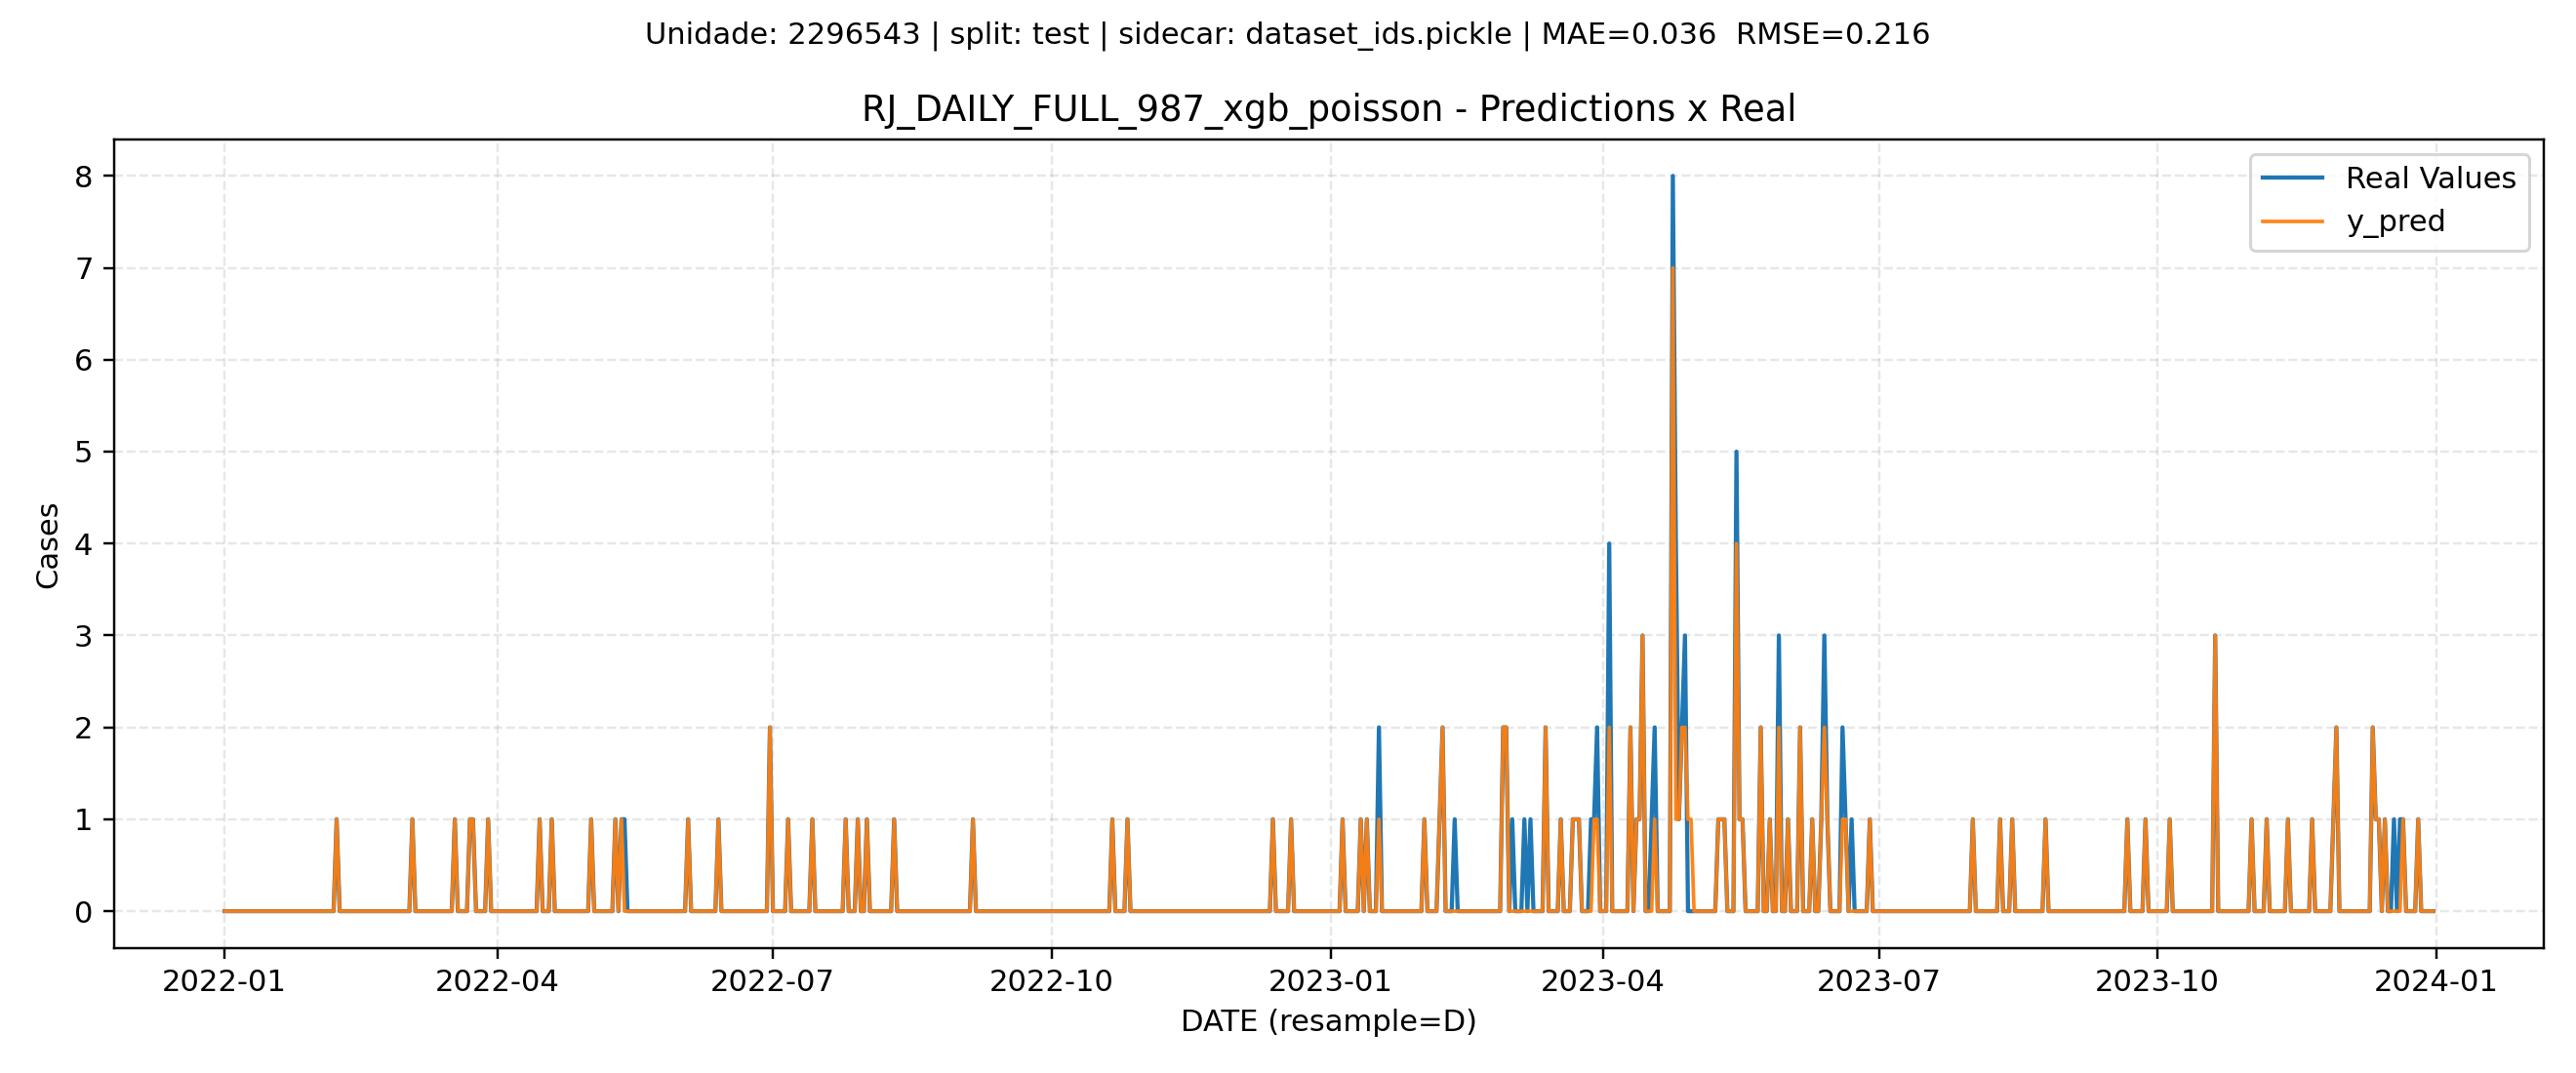 Unidade: 2296543 | split: test | sidecar: dataset_ids.pickle | MAE=0.036  RMSE=0.216
RJ_DAILY_FULL_987_xgb_poisson - Predictions x Real
Real Values
y_pred
8
7
6
5
4
3
2
1
0
Cases
2022-01 2022-04 2022-07 2022-10 2023-01 2023-04 2023-07 2023-10 2024-01
DATE (resample=D)